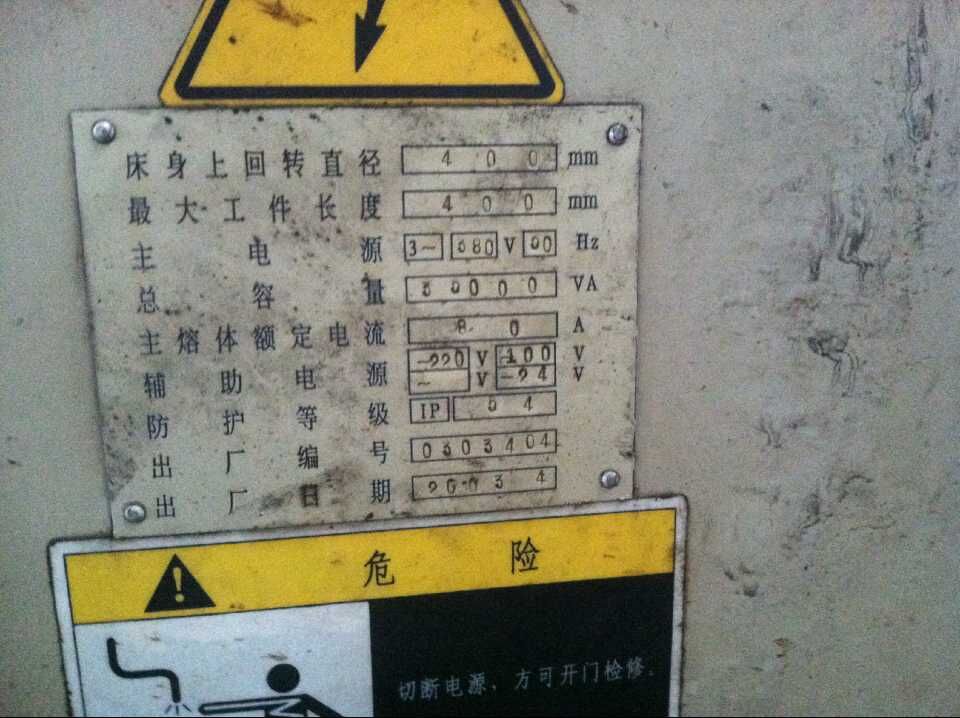 床身上回转直径 400 mm
最大工件长度 400 mm
主电源 3~ 380 V 50 Hz
总容量 30000 VA
主熔体额定电流 80 A
辅助电源 ~220 V ~100 V
~ V ~24 V
防护等级 IP 54
出厂编号 0303404
出厂日期 2003 4
危险
切断电源，方可开门检修.